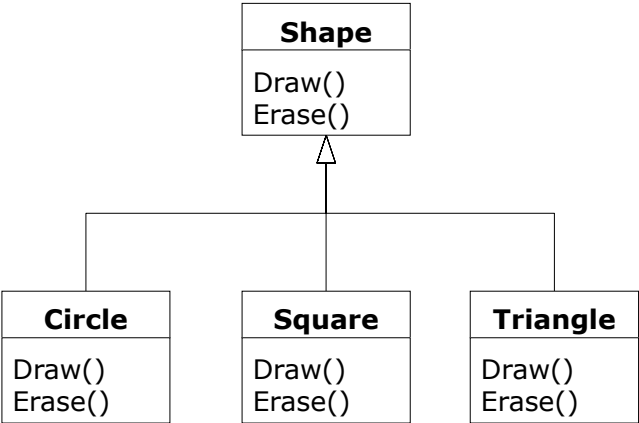 Shape
Draw()
Erase()
Circle
Draw()
Erase()
Square
Draw()
Erase()
Triangle
Draw()
Erase()